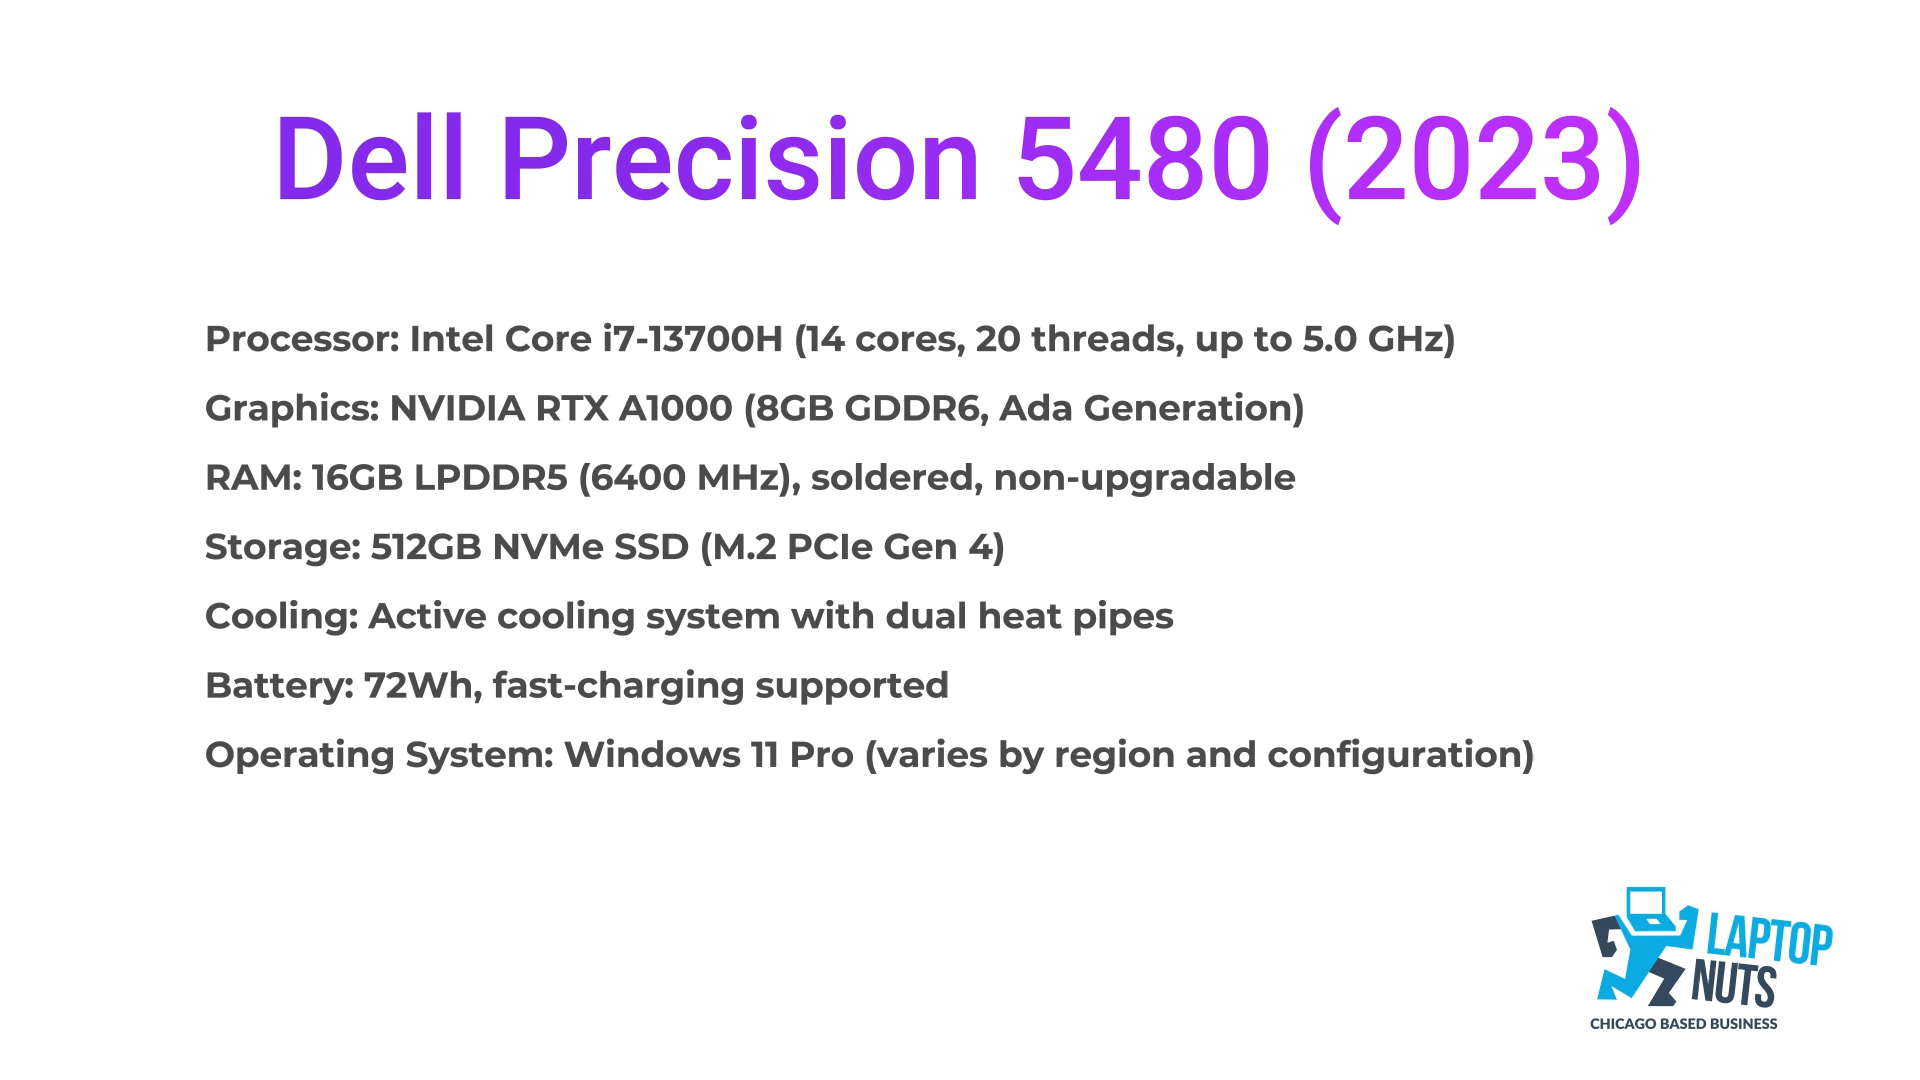 Dell Precision 5480 (2023)
Processor: Intel Core i7-13700H (14 cores, 20 threads, up to 5.0 GHz)
Graphics: NVIDIA RTX A1000 (8GB GDDR6, Ada Generation)
RAM: 16GB LPDDR5 (6400 MHz), soldered, non-upgradable
Storage: 512GB NVMe SSD (M.2 PCIe Gen 4)
Cooling: Active cooling system with dual heat pipes
Battery: 72Wh, fast-charging supported
Operating System: Windows 11 Pro (varies by region and configuration)
LAPTOP
NUTS
CHICAGO BASED BUSINESS